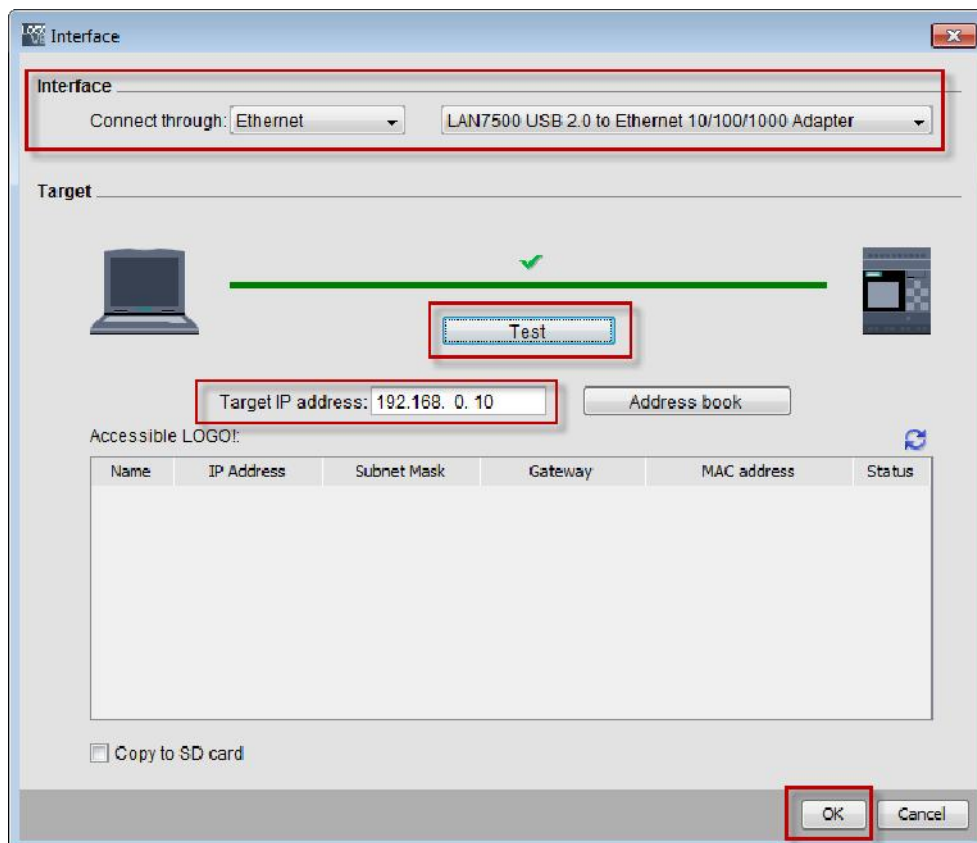 Interface
Interface
Connect through: Ethernet LAN7500 USB 2.0 to Ethernet 10/100/1000 Adapter
Target
Test
Target IP address: 192.168. 0. 10 Address book
Accessible LOGO!:
Name IP Address Subnet Mask Gateway MAC address Status
Copy to SD card
OK Cancel